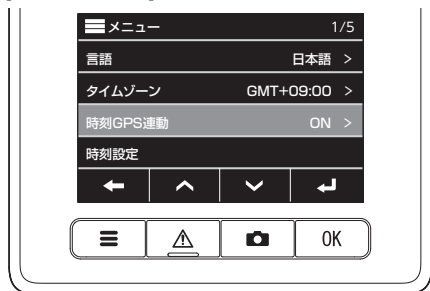 メニュー 1/5
言語 日本語 >
タイムゾーン GMT+09:00 >
時刻GPS連動 ON >
時刻設定
OK